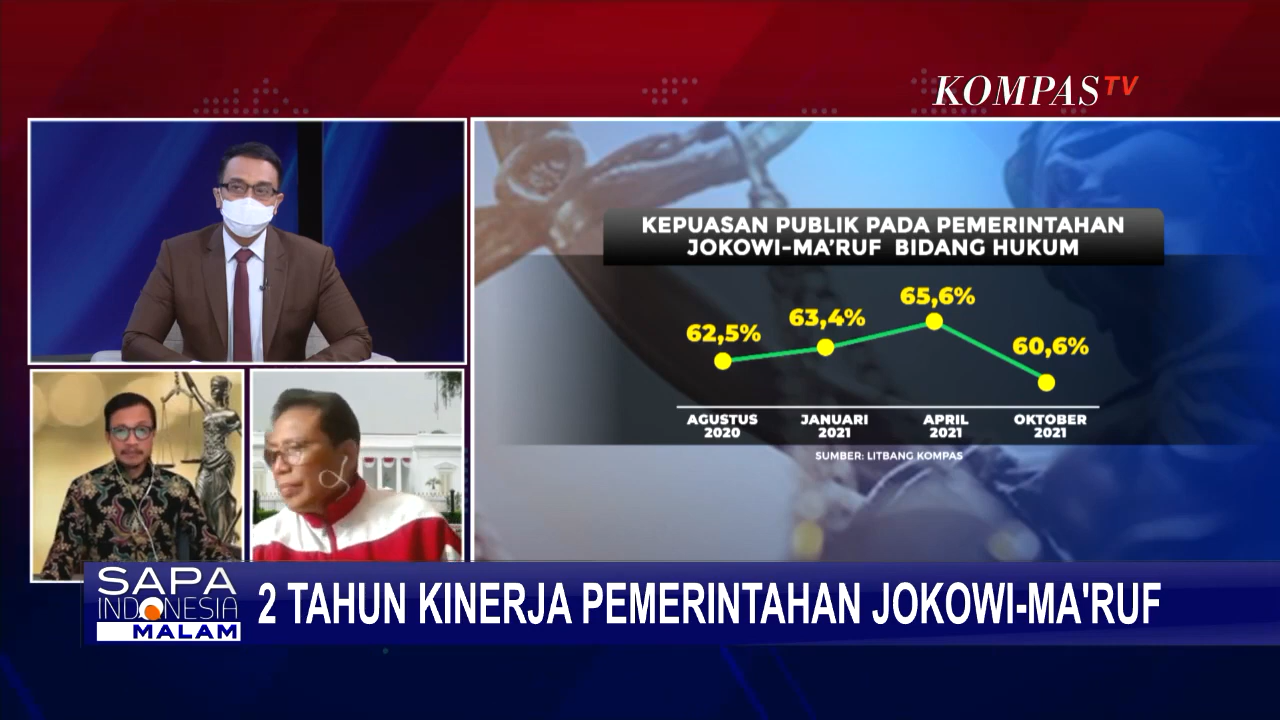 KOMPASTV
KEPUASAN PUBLIK PADA PEMERINTAHAN
JOKOWI-MA'RUF BIDANG HUKUM
62,5%
63,4%
65,6%
60,6%
AGUSTUS
2020
JANUARI
2021
APRIL
2021
OKTOBER
2021
SUMBER: LITBANG KOMPAS
SAPA
INDONESIA
MALAM
2 TAHUN KINERJA PEMERINTAHAN JOKOWI-MA'RUF